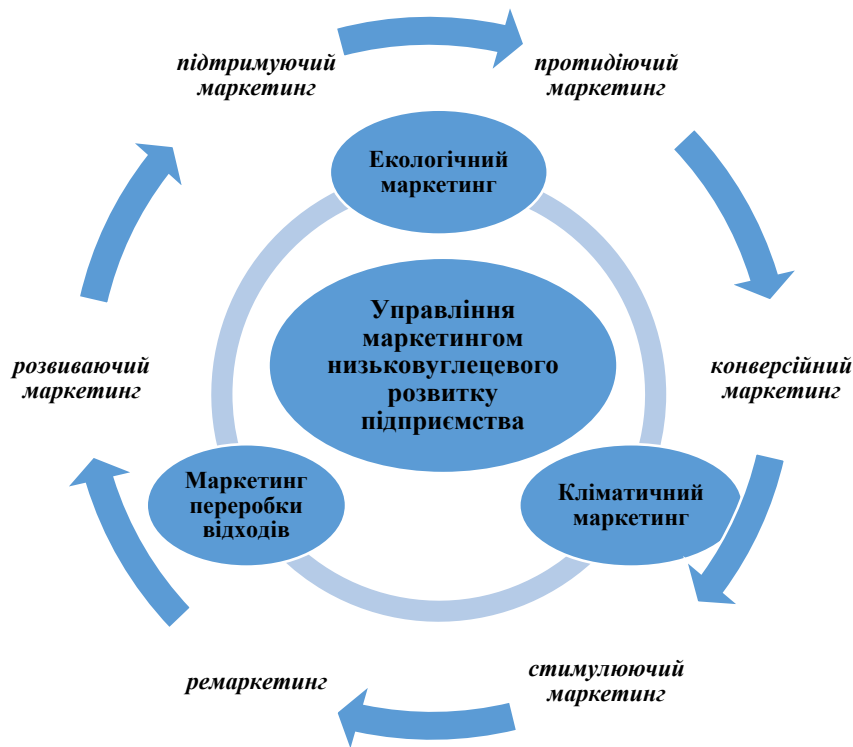 підтримуючий
маркетинг
протидіючий
маркетинг
Екологічний
маркетинг
Управління
маркетингом
низьковуглецевого
розвитку
підприємства
розвиваючий
маркетинг
конверсійний
маркетинг
Маркетинг
переробки
відходів
Кліматичний
маркетинг
ремаркетинг
стимулюючий
маркетинг